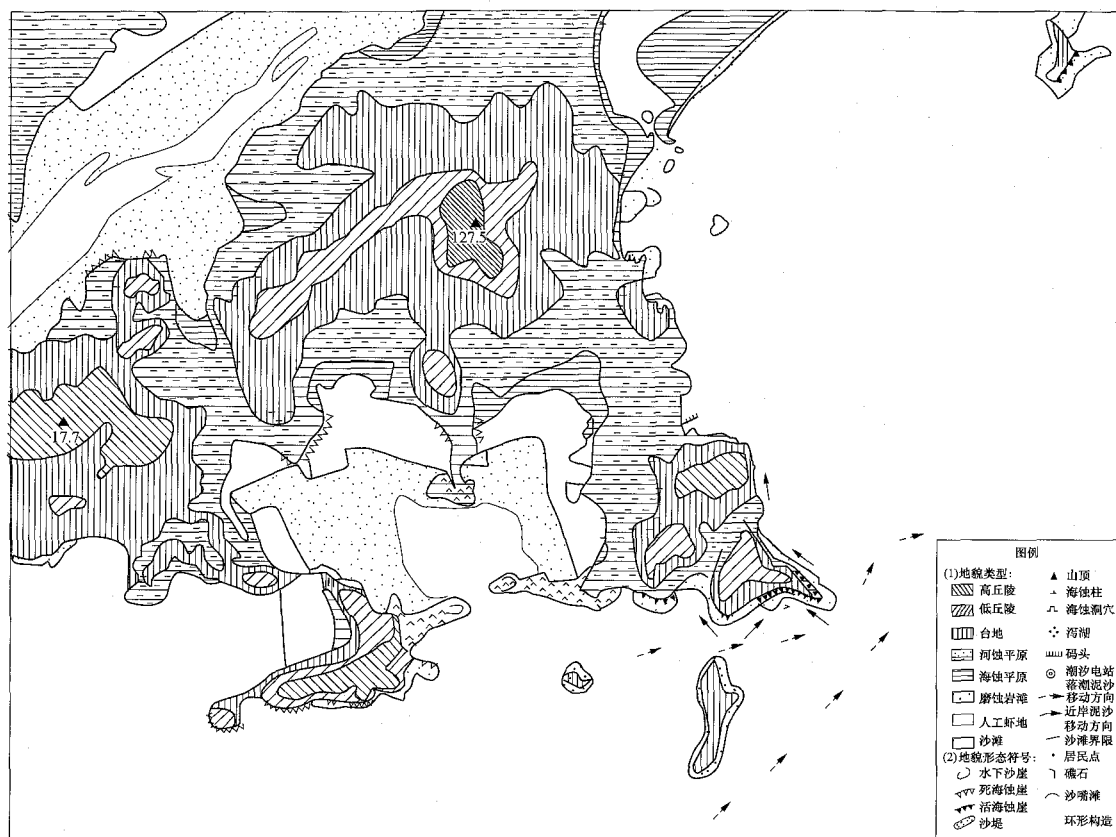 127.5
17.7
图例
(1)地貌类型:
高丘陵
低丘陵
台地
河蚀平原
海蚀平原
磨蚀岩滩
人工虾地
沙滩
(2)地貌形态符号:
水下沙崖
死海蚀崖
活海蚀崖
沙堤
山顶
海蚀柱
海蚀洞穴
泻湖
码头
潮汐电站
落潮泥沙
移动方向
近岸泥沙
移动方向
沙滩界限
居民点
礁石
沙嘴滩
环形构造